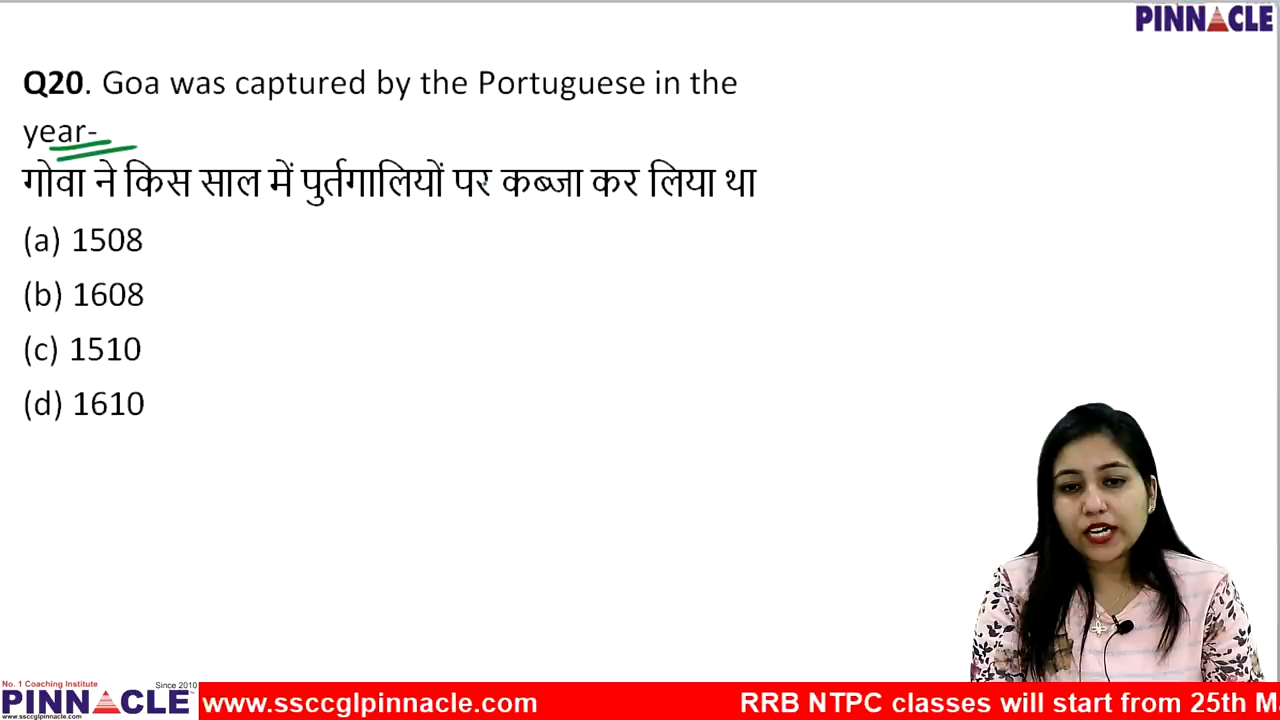 PINNACLE
Q20. Goa was captured by the Portuguese in the
year-
गोवा ने किस साल में पुर्तगालियों पर कब्जा कर लिया था
(a) 1508
(b) 1608
(c) 1510
(d) 1610
No. 1 Coaching Institute Since 2010
PINNACLE
www.ssccglpinnacle.com
www.ssccglpinnacle.com RRB NTPC classes will start from 25th M